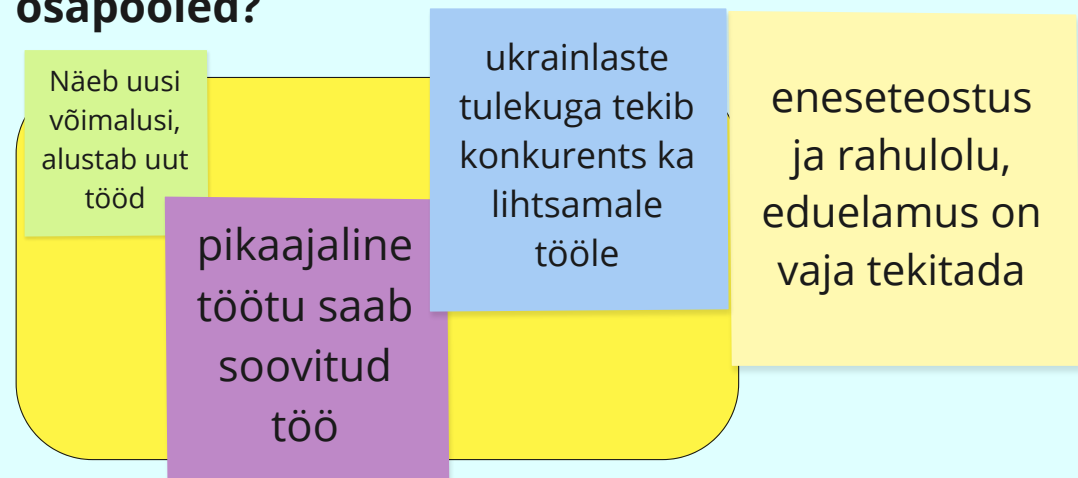 osapooled?
Näeb uusi
võimalusi,
alustab uut
tööd
pikaajaline
töötu saab
soovitud
töö
ukrainlaste
tulekuga tekib
konkurents ka
lihtsamale
tööle
eneseteostus
ja rahulolu,
eduelamus on
vaja tekitada